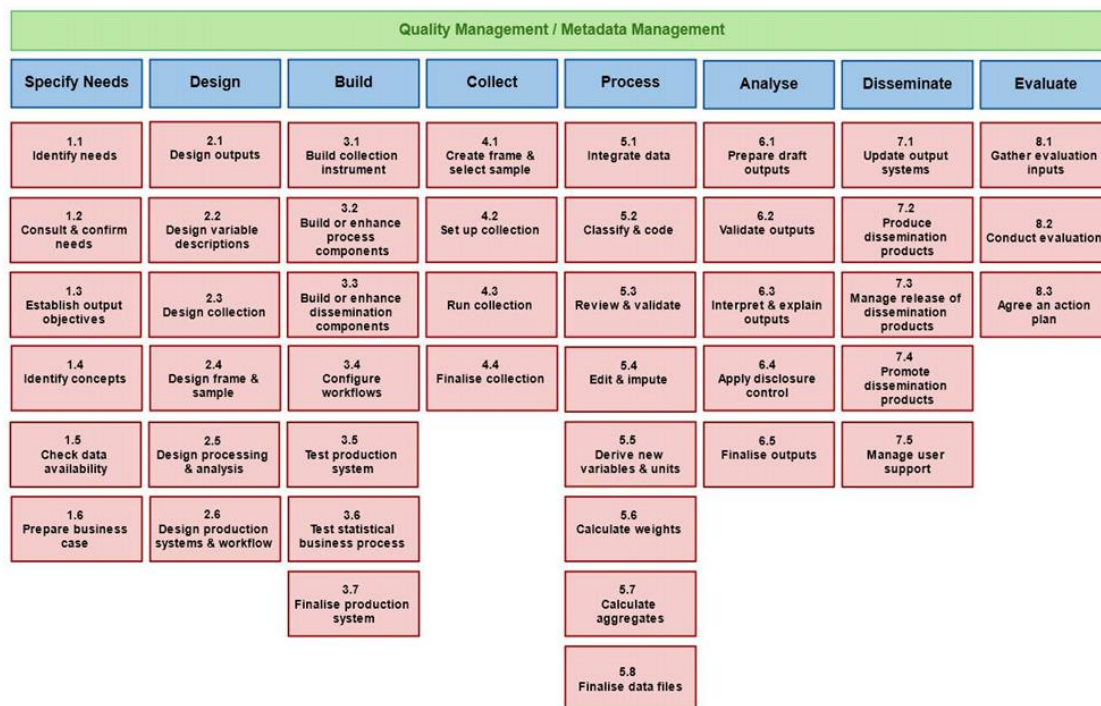 Quality Management / Metadata Management
Specify Needs
Design
Build
Collect
Process
Analyse
Disseminate
Evaluate
1.1
Identify needs
2.1
Design outputs
3.1
Build collection
instrument
4.1
Create frame &
select sample
5.1
Integrate data
6.1
Prepare draft
outputs
7.1
Update output
systems
8.1
Gather evaluation
inputs
1.2
Consult & confirm
needs
2.2
Design variable
descriptions
3.2
Build or enhance
process
components
4.2
Set up collection
5.2
Classify & code
6.2
Validate outputs
7.2
Produce
dissemination
products
8.2
Conduct evaluation
1.3
Establish output
objectives
2.3
Design collection
3.3
Build or enhance
dissemination
components
4.3
Run collection
5.3
Review & validate
6.3
Interpret & explain
outputs
7.3
Manage release of
dissemination
products
8.3
Agree an action
plan
1.4
Identify concepts
2.4
Design frame &
sample
3.4
Configure
workflows
4.4
Finalise collection
5.4
Edit & impute
6.4
Apply disclosure
control
7.4
Promote
dissemination
products
1.5
Check data
availability
2.5
Design processing
& analysis
3.5
Test production
system
5.5
Derive new
variables & units
6.5
Finalise outputs
7.5
Manage user
support
1.6
Prepare business
case
2.6
Design production
systems & workflow
3.6
Test statistical
business process
5.6
Calculate weights
3.7
Finalise production
system
5.7
Calculate
aggregates
5.8
Finalise data files